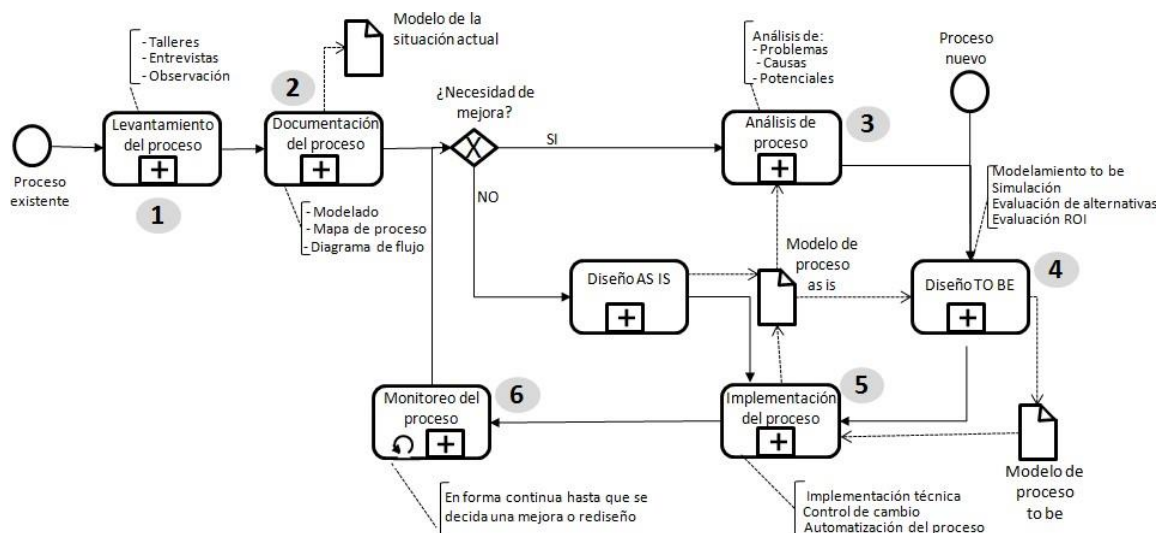 - Talleres
- Entrevistas
- Observación
Modelo de la
situación actual
2
Levantamiento
del proceso
Documentación
del proceso
Proceso
existente
1
- Modelado
- Mapa de proceso
- Diagrama de flujo
¿Necesidad de
mejora?
X
SI
NO
Análisis de:
- Problemas
- Causas
- Potenciales
Análisis de
proceso
3
Proceso
nuevo
Modelamiento to be
Simulación
Evaluación de alternativas
Evaluación ROI
Diseño AS IS
Modelo de
proceso
as is
Diseño TO BE
4
Monitoreo del
proceso
6
Implementación
del proceso
5
Modelo de
proceso
to be
En forma continua hasta que se
decida una mejora o rediseño
Implementación técnica
Control de cambio
Automatización del proceso